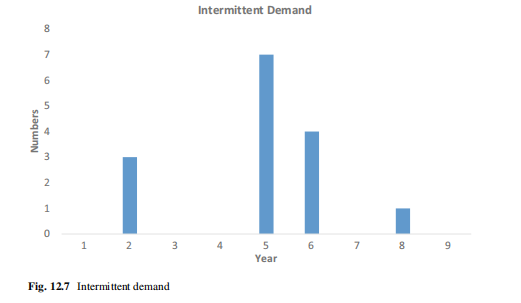 Intermittent Demand
8
7
6
5
4
3
2
1
0
Numbers
1 2 3 4 5 6 7 8 9
Year
Fig. 12.7 Intermittent demand